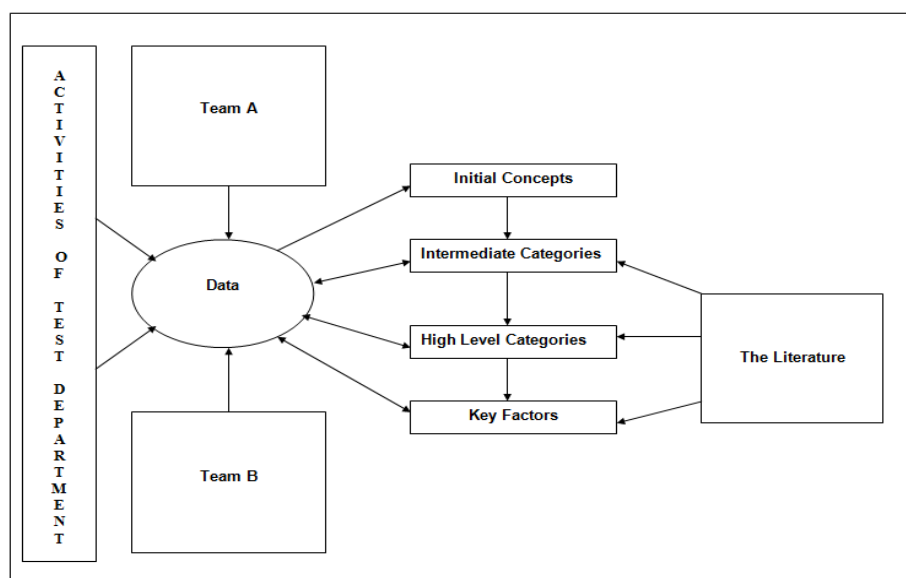 ACTIVITIES OF TEST DEPARTMENT
Team A
Initial Concepts
Intermediate Categories
Data
High Level Categories
The Literature
Key Factors
Team B